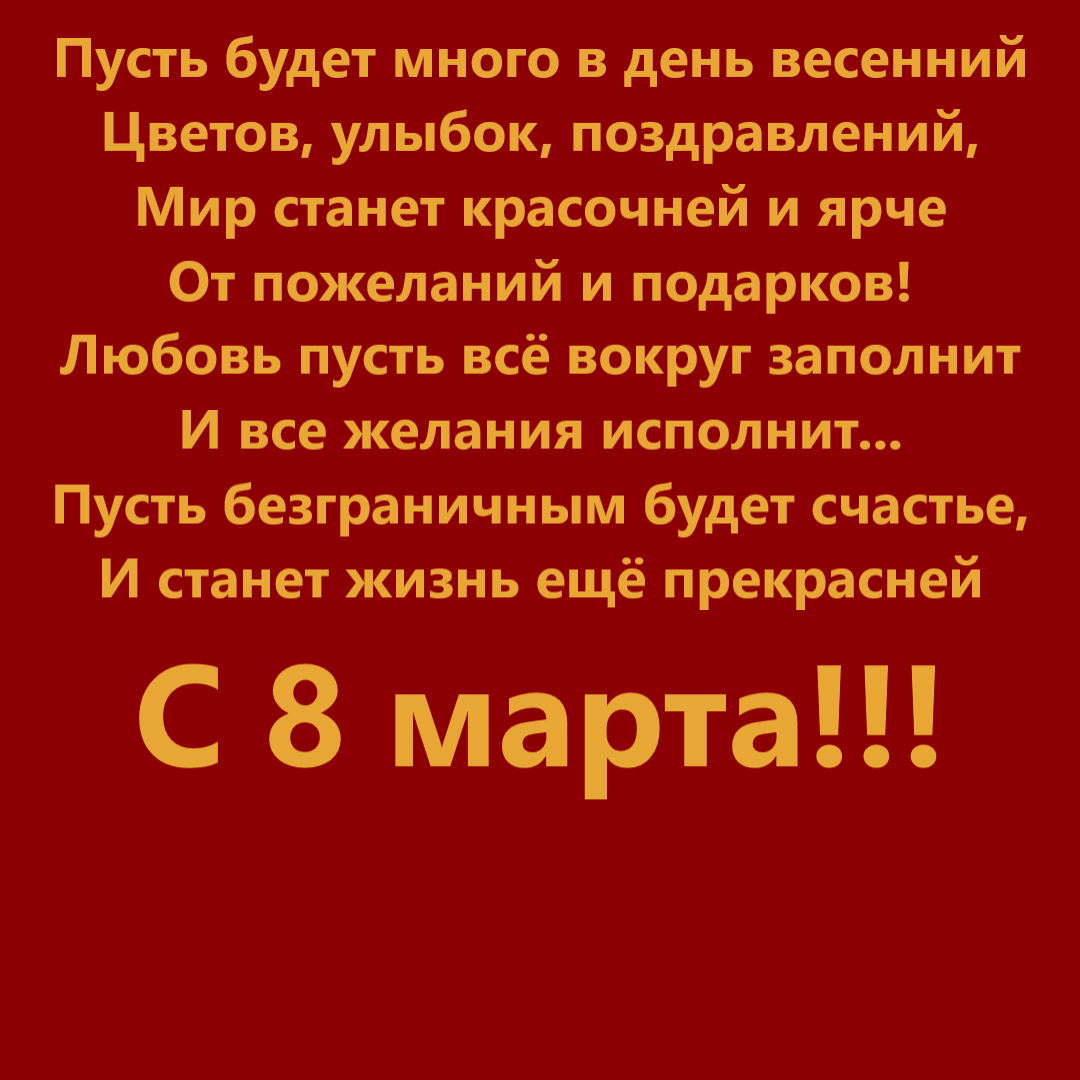 Пусть будет много в день весенний
Цветов, улыбок, поздравлений,
Мир станет красочней и ярче
От пожеланий и подарков!
Любовь пусть всё вокруг заполнит
И все желания исполнит...
Пусть безграничным будет счастье,
И станет жизнь ещё прекрасней
С 8 марта!!!